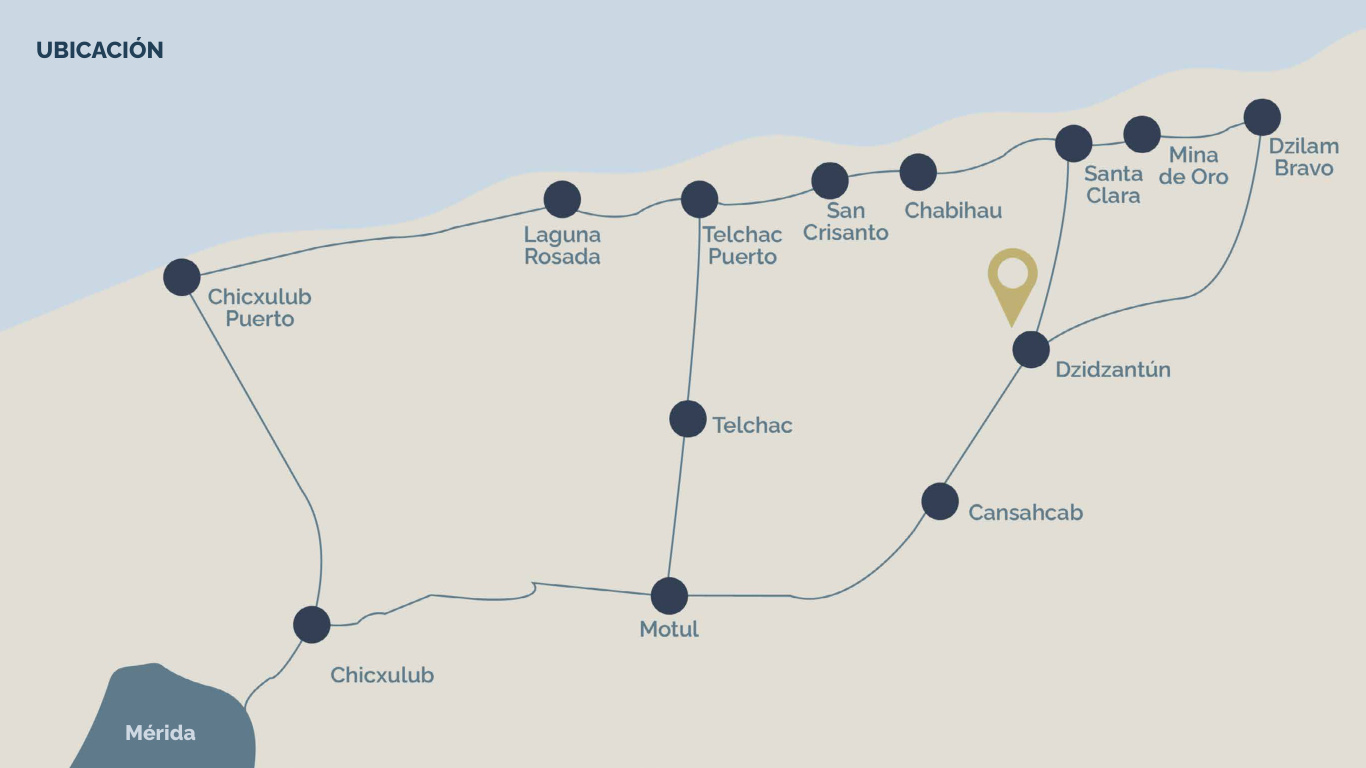 UBICACIÓN
Dzilam
Bravo
Mina
de Oro
Santa
Clara
Chabihau
San
Crisanto
Telchac
Puerto
Laguna
Rosada
Chicxulub
Puerto
Dzidzantún
Telchac
Cansahcab
Motul
Chicxulub
Mérida